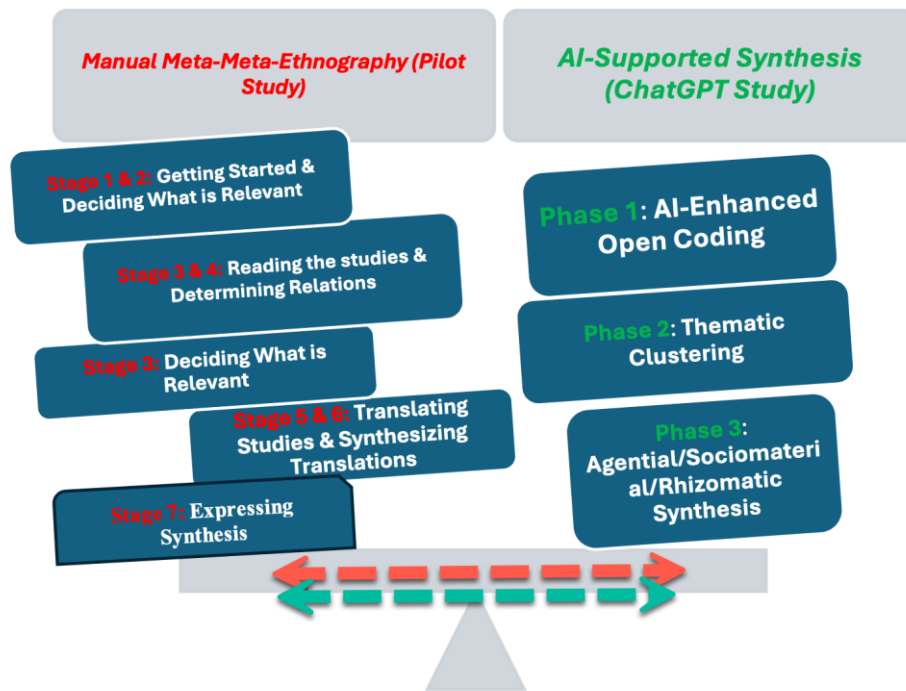 Manual Meta-Meta-Ethnography (Pilot
Study)
AI-Supported Synthesis
(ChatGPT Study)
Stage 1 & 2: Getting Started &
Deciding What is Relevant
Stage 3 & 4: Reading the studies &
Determining Relations
Stage 3: Deciding What is
Relevant
Stage 5 & 6: Translating
Studies & Synthesizing
Translations
Stage 7: Expressing
Synthesis
Phase 1: AI-Enhanced
Open Coding
Phase 2: Thematic
Clustering
Phase 3:
Agential/Sociomateri
al/Rhizomatic
Synthesis